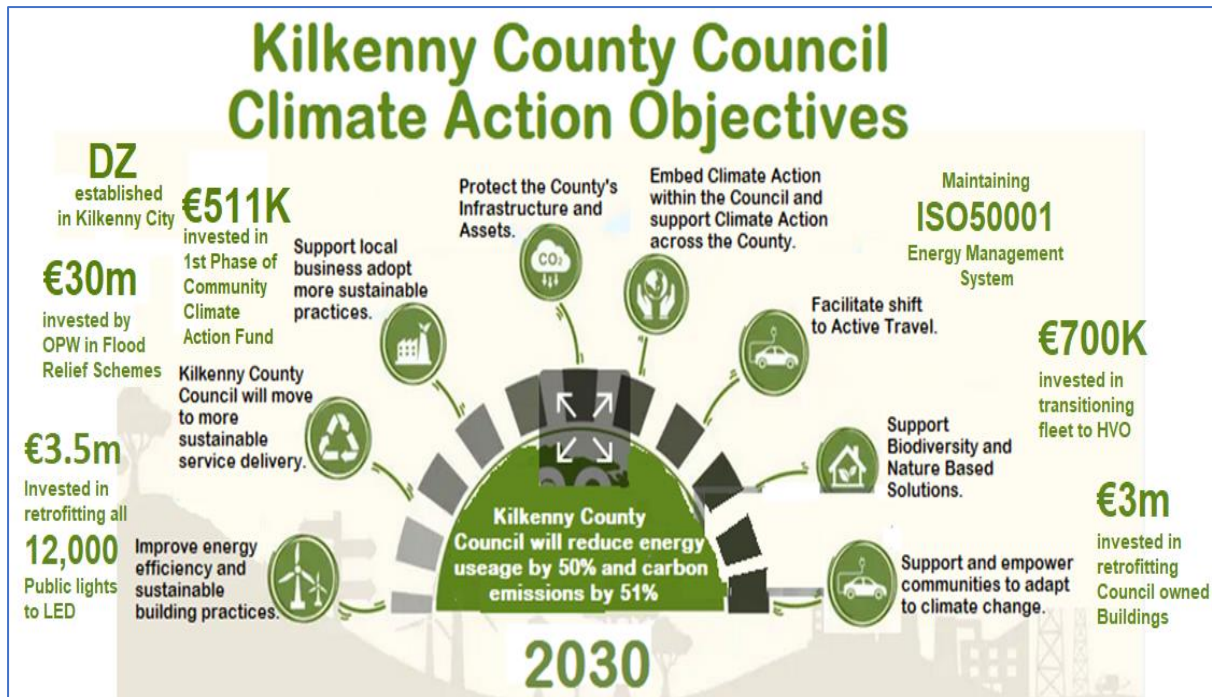 Kilkenny County Council
Climate Action Objectives
DZ
established
in Kilkenny City
€511K
invested in
1st Phase of
Community
Climate
Action Fund
€30m
invested by
OPW in Flood
Relief Schemes
€3.5m
Invested in
retrofitting all
12,000
Public lights
to LED
Improve energy
efficiency and
sustainable
building practices.
Kilkenny County
Council will move
to more
sustainable
service delivery.
Support local
business adopt
more sustainable
practices.
Protect the County's
Infrastructure and
Assets.
CO₂
Embed Climate Action
within the Council and
support Climate Action
across the County.
Facilitate shift
to Active Travel.
Support
Biodiversity and
Nature Based
Solutions.
Support and empower
communities to adapt
to climate change.
Maintaining
ISO50001
Energy Management
System
€700K
invested in
transitioning
fleet to HVO
€3m
invested in
retrofitting
Council owned
Buildings
Kilkenny County
Council will reduce energy
useage by 50% and carbon
emissions by 51%
2030